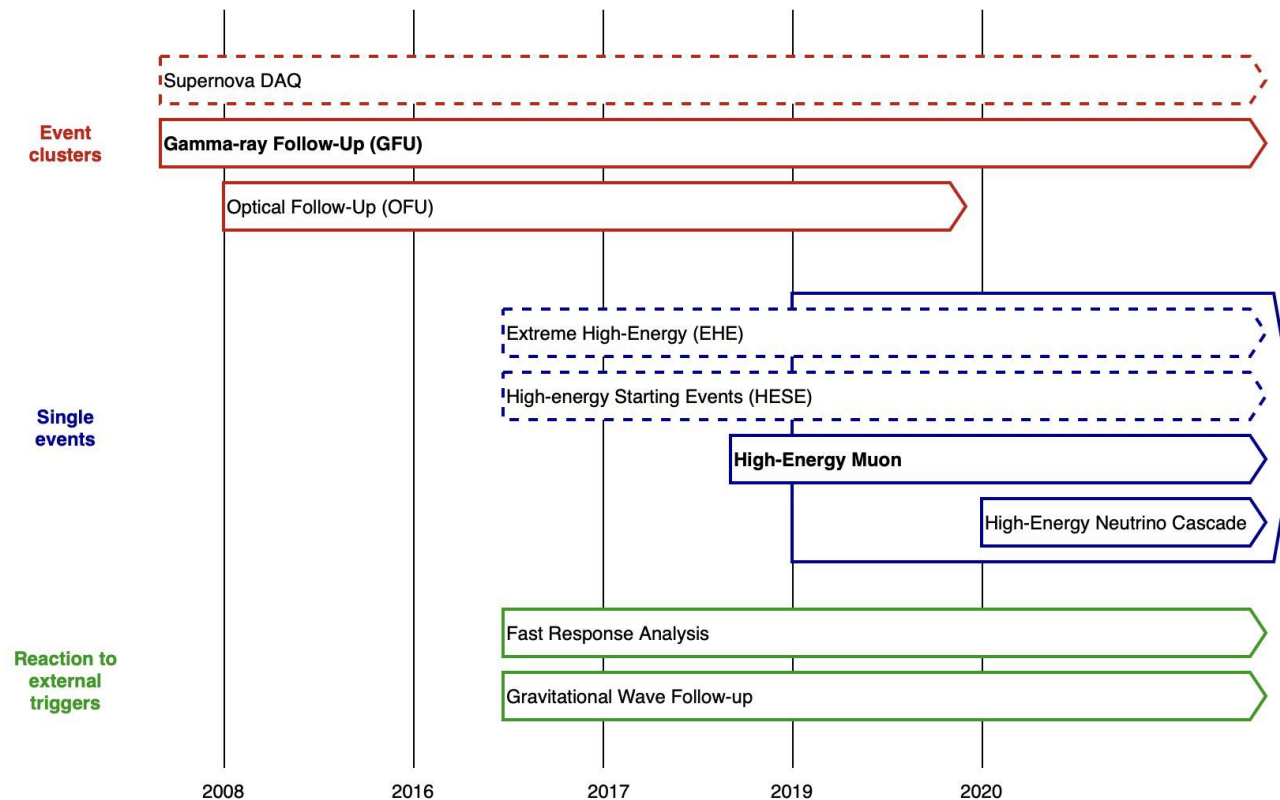 Supernova DAQ
Event
clusters
Gamma-ray Follow-Up (GFU)
Optical Follow-Up (OFU)
Extreme High-Energy (EHE)
High-energy Starting Events (HESE)
Single
events
High-Energy Muon
High-Energy Neutrino Cascade
Reaction to
external
triggers
Fast Response Analysis
Gravitational Wave Follow-up
2008 2016 2017 2019 2020